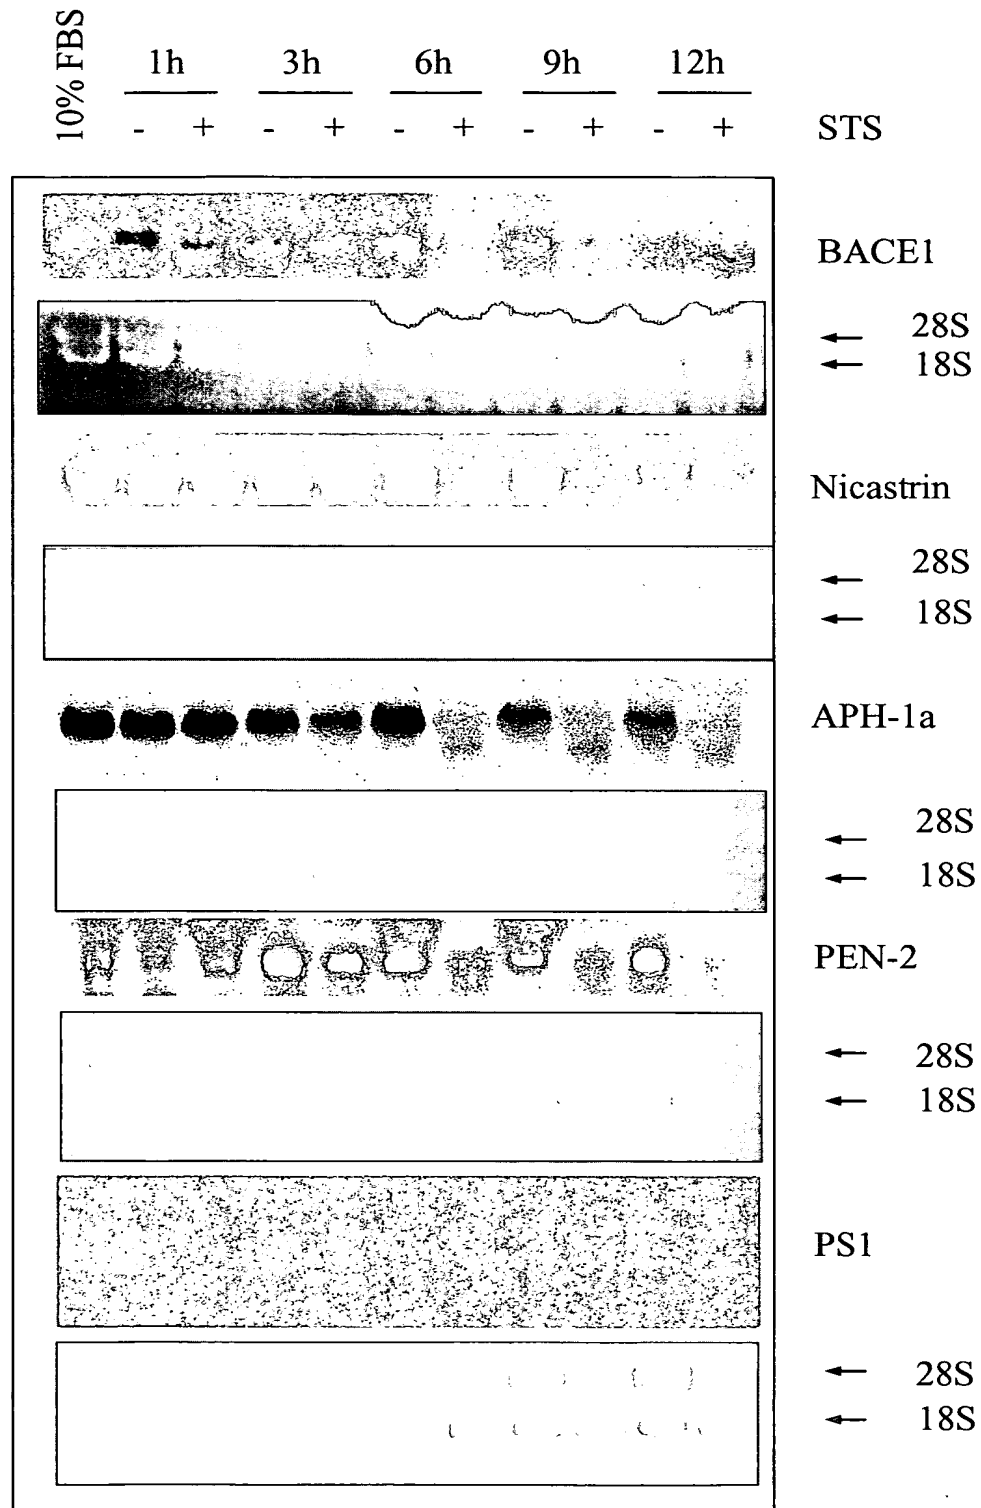 10% FBS
1h 3h 6h 9h 12h
- + - + - + - + - + STS
BACE1
28S
18S
Nicastrin
28S
18S
APH-1a
28S
18S
PEN-2
28S
18S
PS1
28S
18S